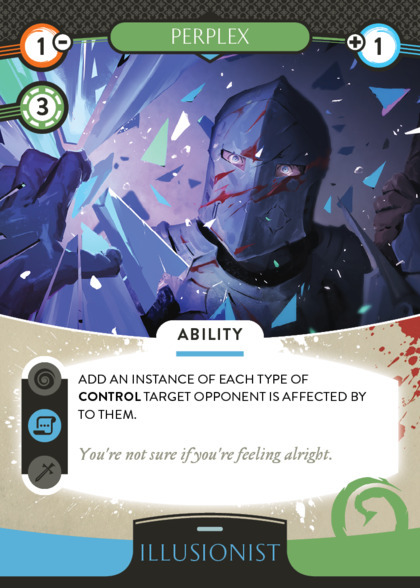 PERPLEX
1 -
+ 1
3
ABILITY
ADD AN INSTANCE OF EACH TYPE OF
CONTROL TARGET OPPONENT IS AFFECTED BY
TO THEM.
You're not sure if you're feeling alright.
ILLUSIONIST